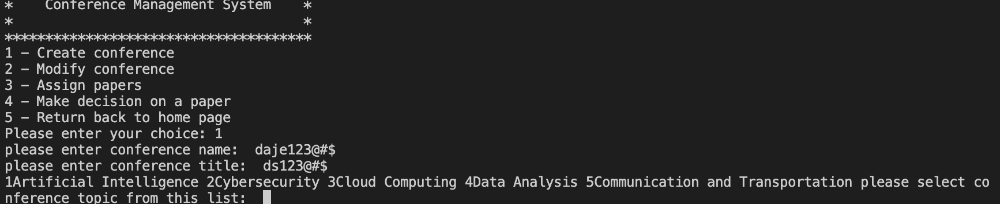 *    Conference Management System    *
*                                    *
**************************************
1 - Create conference
2 - Modify conference
3 - Assign papers
4 - Make decision on a paper
5 - Return back to home page
Please enter your choice: 1
please enter conference name:  daje123@#$
please enter conference title:  ds123@#$
1Artificial Intelligence 2Cybersecurity 3Cloud Computing 4Data Analysis 5Communication and Transportation please select co
nference topic from this list: